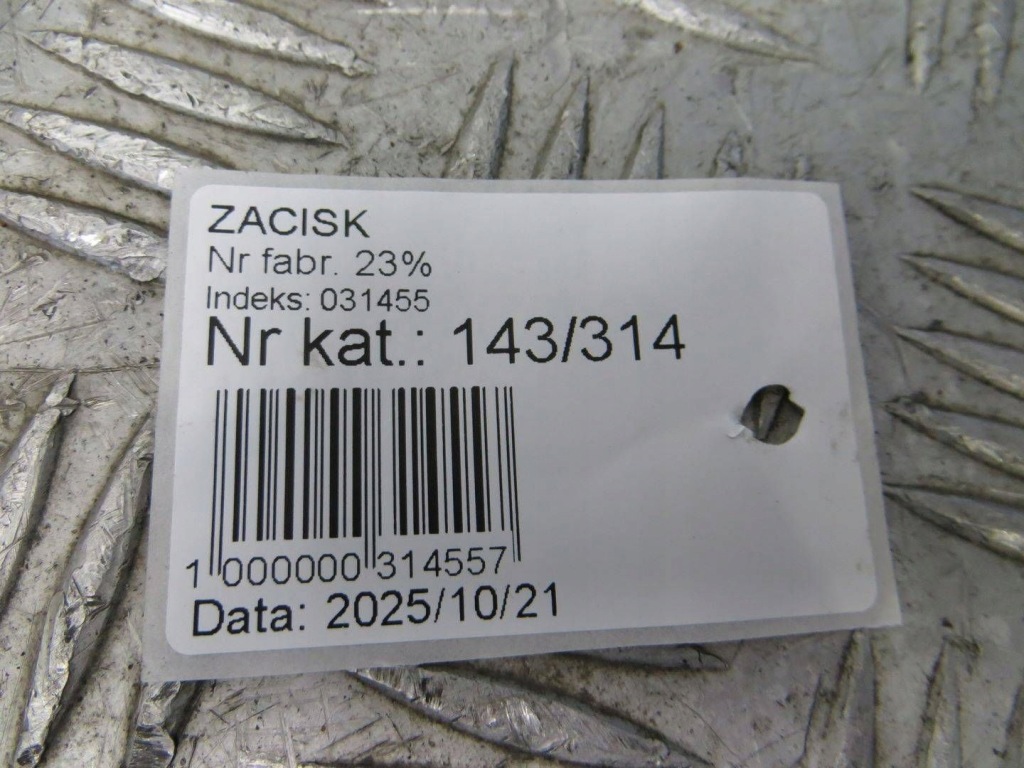 ZACISK
Nr fabr. 23%
Indeks: 031455
Nr kat.: 143/314
1 000000 314557
Data: 2025/10/21